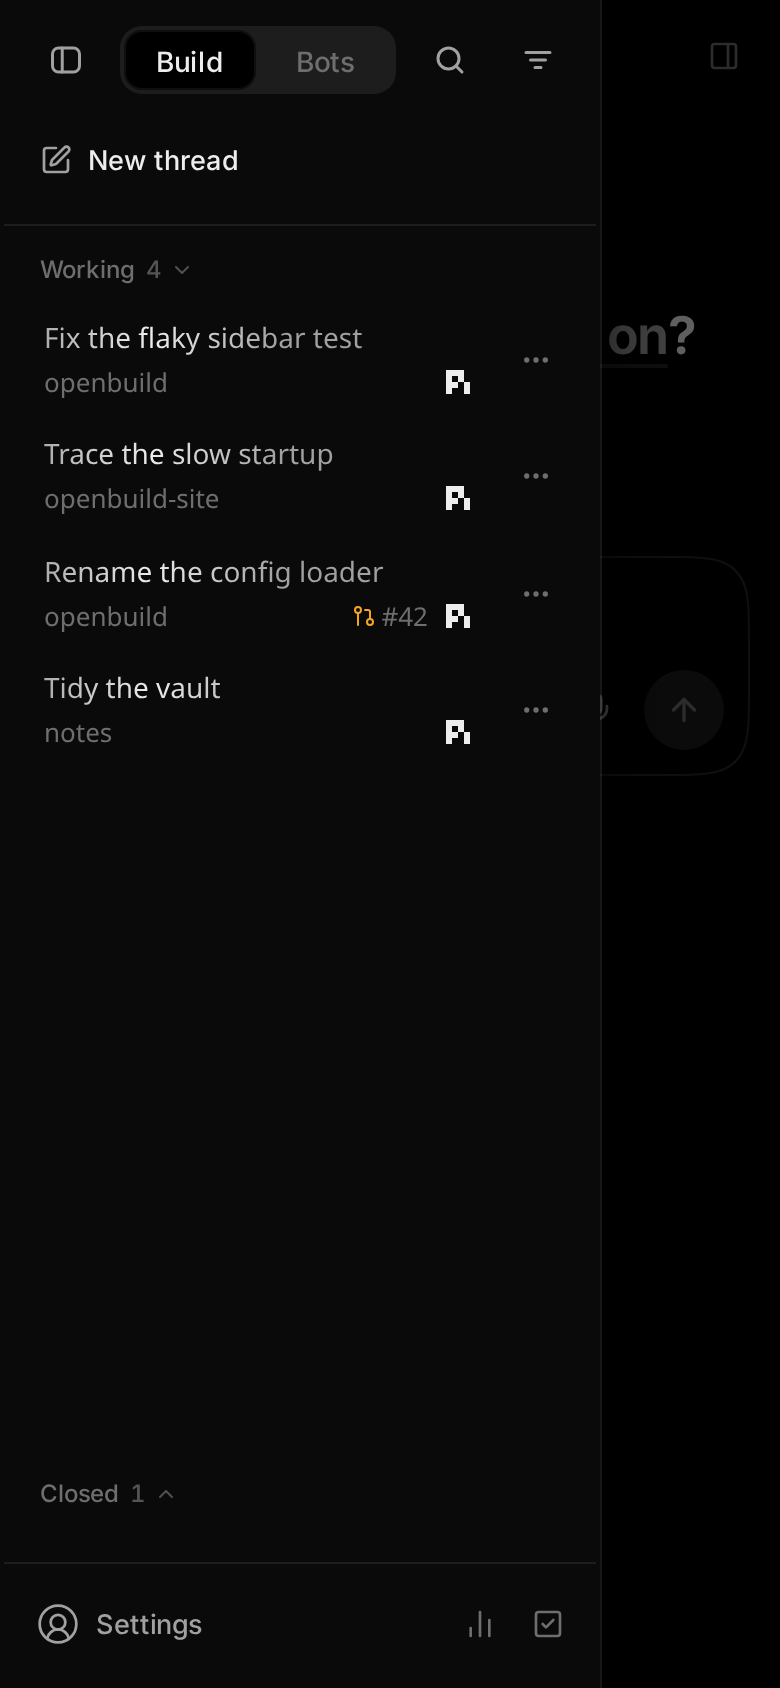 Build
Bots
New thread
on?
Working 4
Fix the flaky sidebar test
openbuild
Trace the slow startup
openbuild-site
Rename the config loader
openbuild
#42
Tidy the vault
notes
Closed 1
Settings